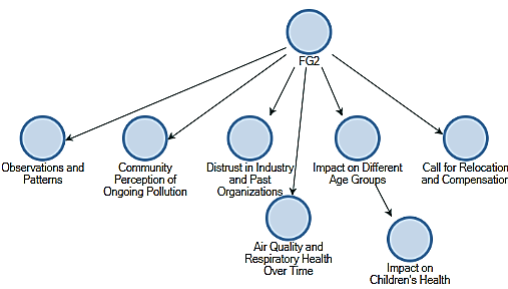 FG2
Observations and
Patterns
Community
Perception of
Ongoing Pollution
Distrust in Industry
and Past
Organizations
Impact on Different
Age Groups
Call for Relocation
and Compensation
Air Quality and
Respiratory Health
Over Time
Impact on
Children's Health